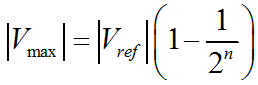 |V_max| = |V_ref| (1 − 1/2^n)